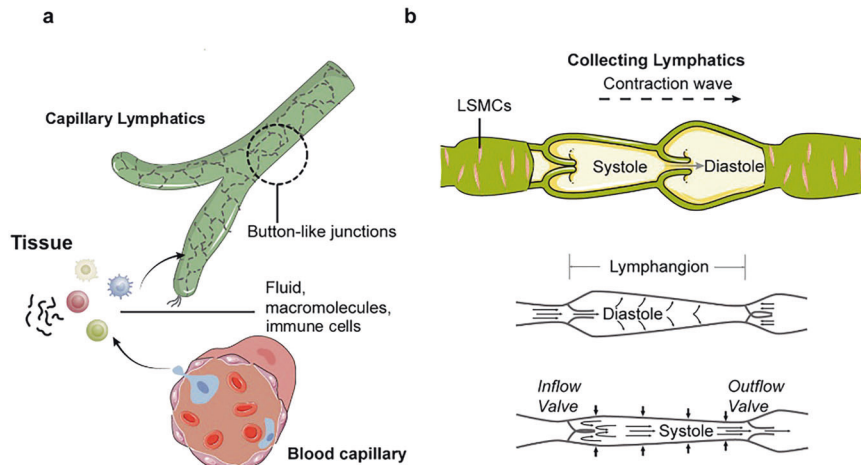 a
Capillary Lymphatics
Button-like junctions
Tissue
Fluid,
macromolecules,
immune cells
Blood capillary
b
Collecting Lymphatics
Contraction wave
LSMCs
Systole
Diastole
Lymphangion
Diastole
Inflow
Valve
Outflow
Valve
Systole